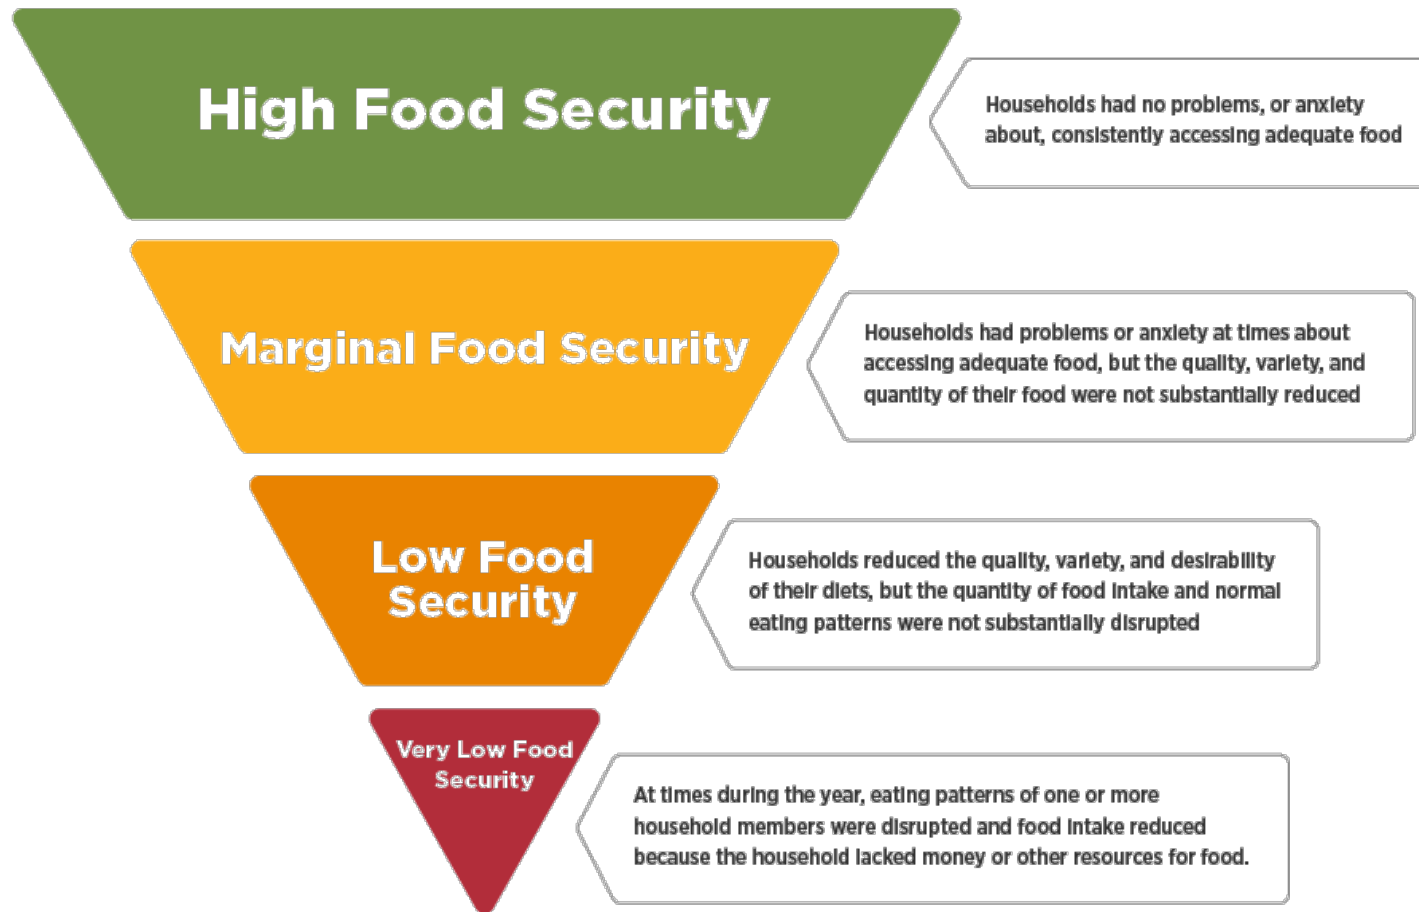 High Food Security
Households had no problems, or anxiety
about, consistently accessing adequate food
Marginal Food Security
Households had problems or anxiety at times about
accessing adequate food, but the quality, variety, and
quantity of their food were not substantially reduced
Low Food
Security
Households reduced the quality, variety, and desirability
of their diets, but the quantity of food intake and normal
eating patterns were not substantially disrupted
Very Low Food
Security
At times during the year, eating patterns of one or more
household members were disrupted and food intake reduced
because the household lacked money or other resources for food.